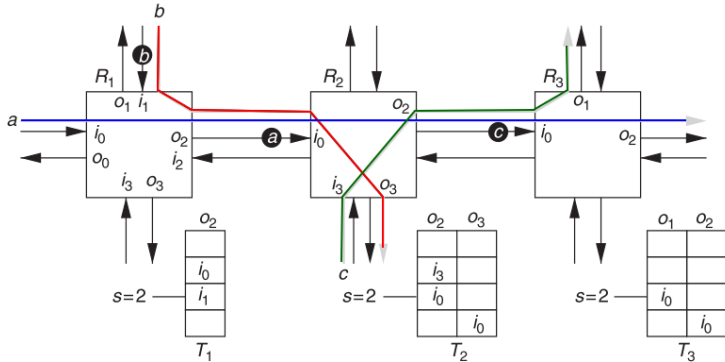 b
b
R1 R2 R3
o1 i1 o2 o1
a
i0 o2 a i0 c i0 o2
o0 i2
i3 o3 i3 o3
c
o2 o2 o3 o1 o2
i0 i3
s=2 i1 s=2 i0 s=2 i0
i0 i0
T1 T2 T3